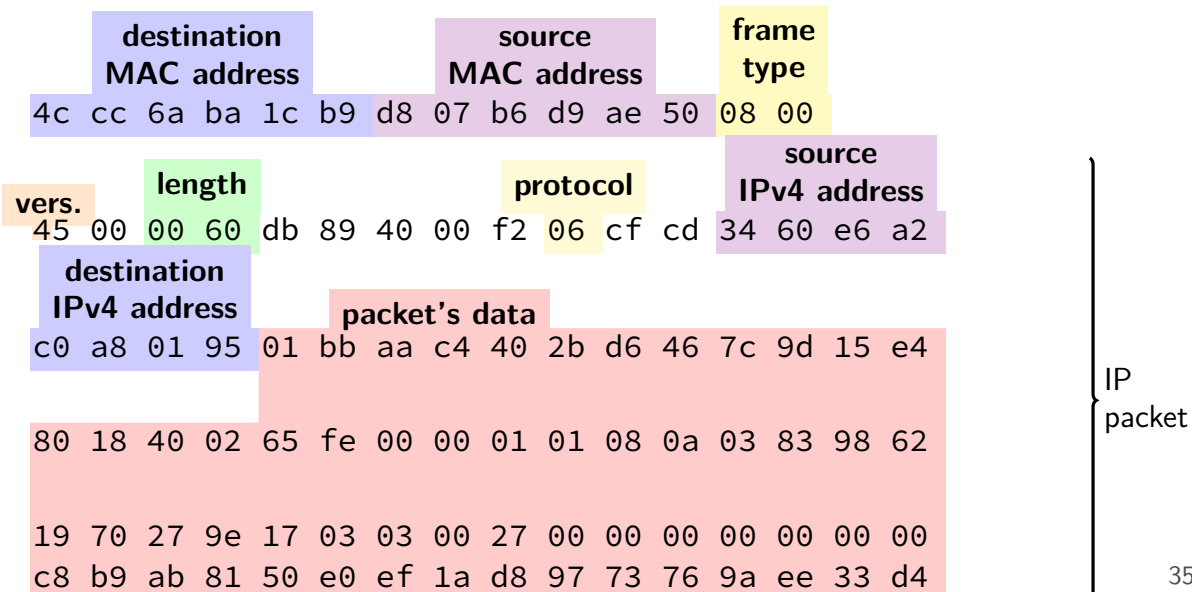 destination
MAC address
source
MAC address
frame
type
4c cc 6a ba 1c b9 d8 07 b6 d9 ae 50 08 00
vers.
length
protocol
source
IPv4 address
45 00 00 60 db 89 40 00 f2 06 cf cd 34 60 e6 a2
destination
IPv4 address
packet's data
c0 a8 01 95 01 bb aa c4 40 2b d6 46 7c 9d 15 e4
80 18 40 02 65 fe 00 00 01 01 08 0a 03 83 98 62
19 70 27 9e 17 03 03 00 27 00 00 00 00 00 00 00
c8 b9 ab 81 50 e0 ef 1a d8 97 73 76 9a ee 33 d4
IP
packet
35